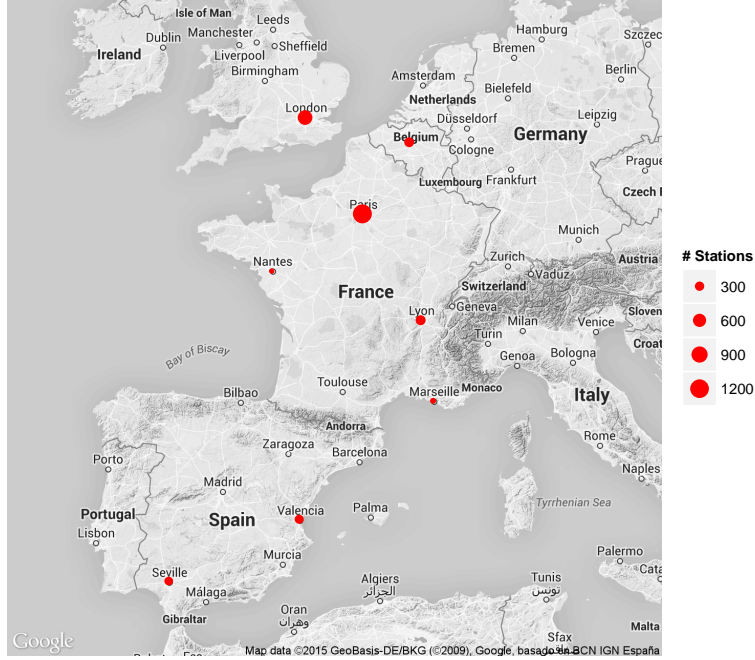 Isle of Man
Leeds
Dublin
Manchester
Sheffield
Ireland
Liverpool
Birmingham
London
Hamburg
Szczec
Bremen
Berlin
Amsterdam
Netherlands
Bielefeld
Düsseldorf
Leipzig
Belgium
Germany
Cologne
Prague
Luxembourg
Frankfurt
Czech
Paris
Munich
Nantes
Zurich
Austria
Vaduz
Switzerland
France
Geneva
Lyon
Sloven
Milan
Venice
Turin
Croat
Bay of Biscay
Genoa
Bologna
Toulouse
Marseille
Monaco
Bilbao
Italy
Andorra
Zaragoza
Rome
Porto
Barcelona
Naples
Madrid
Tyrrhenian Sea
Portugal
Spain
Valencia
Palma
Lisbon
Murcia
Palermo
Seville
Cata
Málaga
Algiers
الجزائر
Tunis
تونس
Gibraltar
Oran
وهران
Malta
Sfax
Google
Map data ©2015 GeoBasis-DE/BKG (©2009), Google, basado en BCN IGN España
# Stations
300
600
900
1200